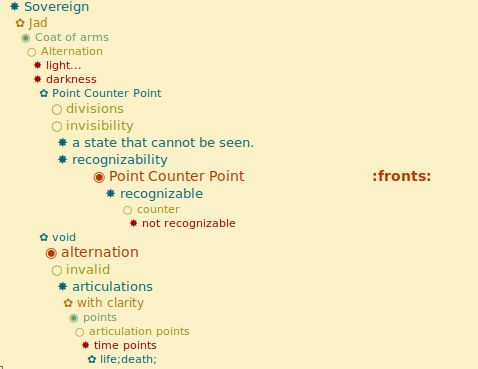 Sovereign
Jad
Coat of arms
Alternation
light...
darkness
Point Counter Point
divisions
invisibility
a state that cannot be seen.
recognizability
Point Counter Point :fronts:
recognizable
counter
not recognizable
void
alternation
invalid
articulations
with clarity
points
articulation points
time points
life;death;